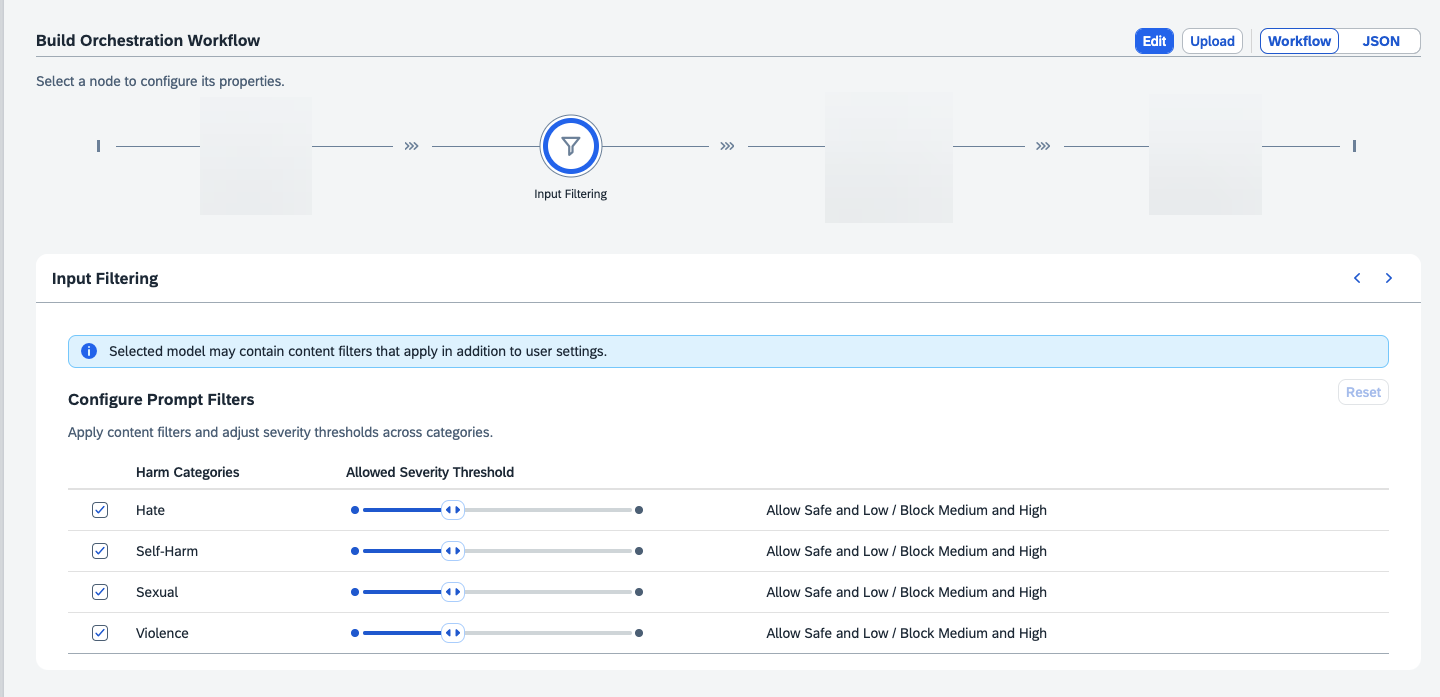 Build Orchestration Workflow
Edit Upload Workflow JSON
Select a node to configure its properties.
Input Filtering
Input Filtering
Selected model may contain content filters that apply in addition to user settings.
Configure Prompt Filters
Reset
Apply content filters and adjust severity thresholds across categories.
Harm Categories Allowed Severity Threshold
Hate Allow Safe and Low / Block Medium and High
Self-Harm Allow Safe and Low / Block Medium and High
Sexual Allow Safe and Low / Block Medium and High
Violence Allow Safe and Low / Block Medium and High